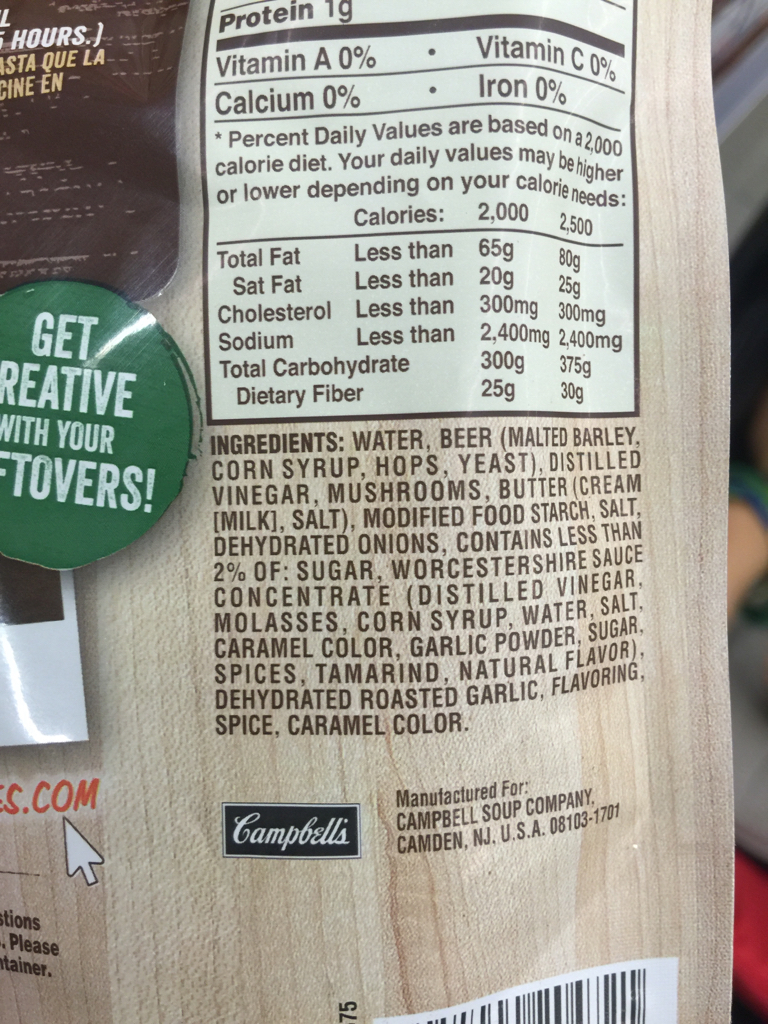 L
5 HOURS.)
ASTA QUE LA
CINE EN
Protein 1g
Vitamin A 0% • Vitamin C 0%
Calcium 0% • Iron 0%
* Percent Daily Values are based on a 2,000
calorie diet. Your daily values may be higher
or lower depending on your calorie needs:
Calories: 2,000 2,500
Total Fat Less than 65g 80g
Sat Fat Less than 20g 25g
Cholesterol Less than 300mg 300mg
Sodium Less than 2,400mg 2,400mg
Total Carbohydrate 300g 375g
Dietary Fiber 25g 30g
GET
REATIVE
WITH YOUR
FTOVERS!
INGREDIENTS: WATER, BEER (MALTED BARLEY,
CORN SYRUP, HOPS, YEAST), DISTILLED
VINEGAR, MUSHROOMS, BUTTER (CREAM
[MILK], SALT), MODIFIED FOOD STARCH, SALT,
DEHYDRATED ONIONS, CONTAINS LESS THAN
2% OF: SUGAR, WORCESTERSHIRE SAUCE
CONCENTRATE (DISTILLED VINEGAR,
MOLASSES, CORN SYRUP, WATER, SALT,
CARAMEL COLOR, GARLIC POWDER, SUGAR,
SPICES, TAMARIND, NATURAL FLAVOR),
DEHYDRATED ROASTED GARLIC, FLAVORING,
SPICE, CARAMEL COLOR.
ES.COM
Campbell's
Manufactured For:
CAMPBELL SOUP COMPANY,
CAMDEN, NJ. U.S.A. 08103-1701
stions
. Please
ntainer.
75